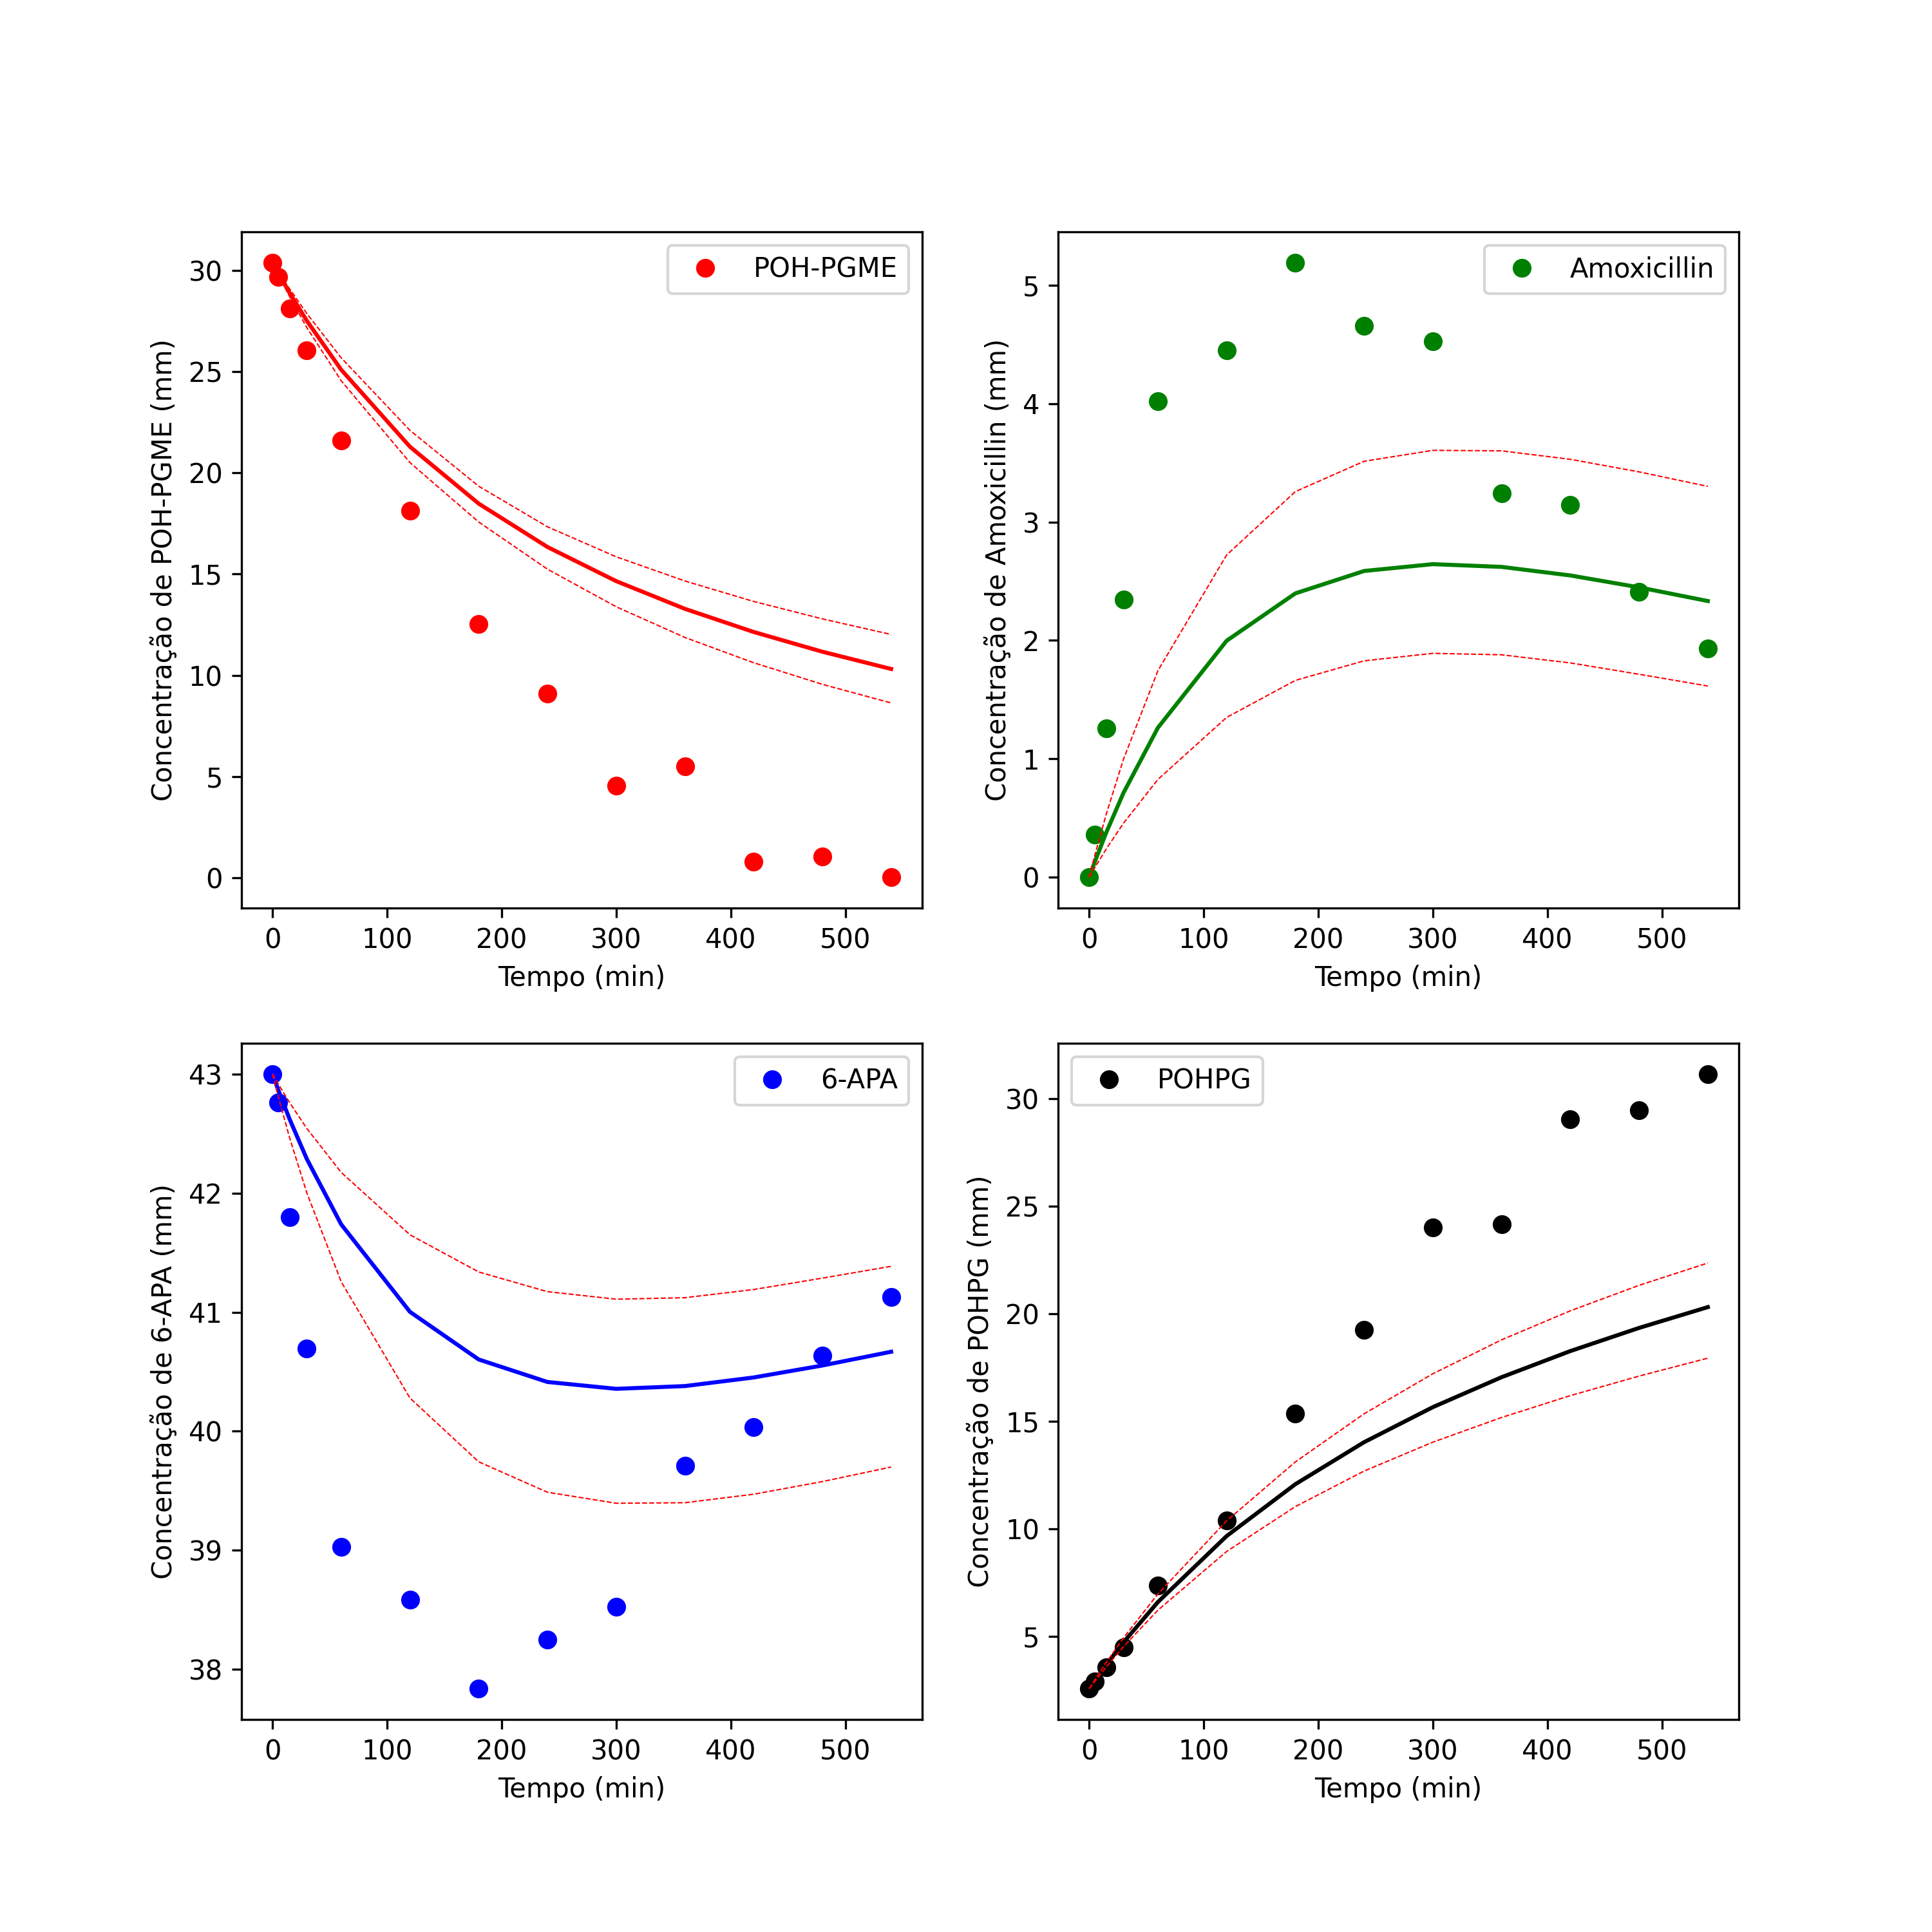 POH-PGME
30
25
20
15
10
5
0
Concentração de POH-PGME (mm)
0 100 200 300 400 500
Tempo (min)
Amoxicillin
5
4
3
2
1
0
Concentração de Amoxicillin (mm)
0 100 200 300 400 500
Tempo (min)
6-APA
43
42
41
40
39
38
Concentração de 6-APA (mm)
0 100 200 300 400 500
Tempo (min)
POHPG
30
25
20
15
10
5
Concentração de POHPG (mm)
0 100 200 300 400 500
Tempo (min)